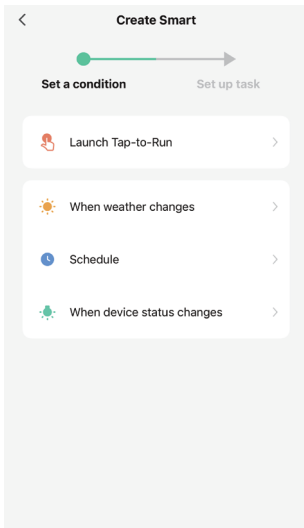 Create Smart
Set a condition
Set up task
Launch Tap-to-Run
When weather changes
Schedule
When device status changes